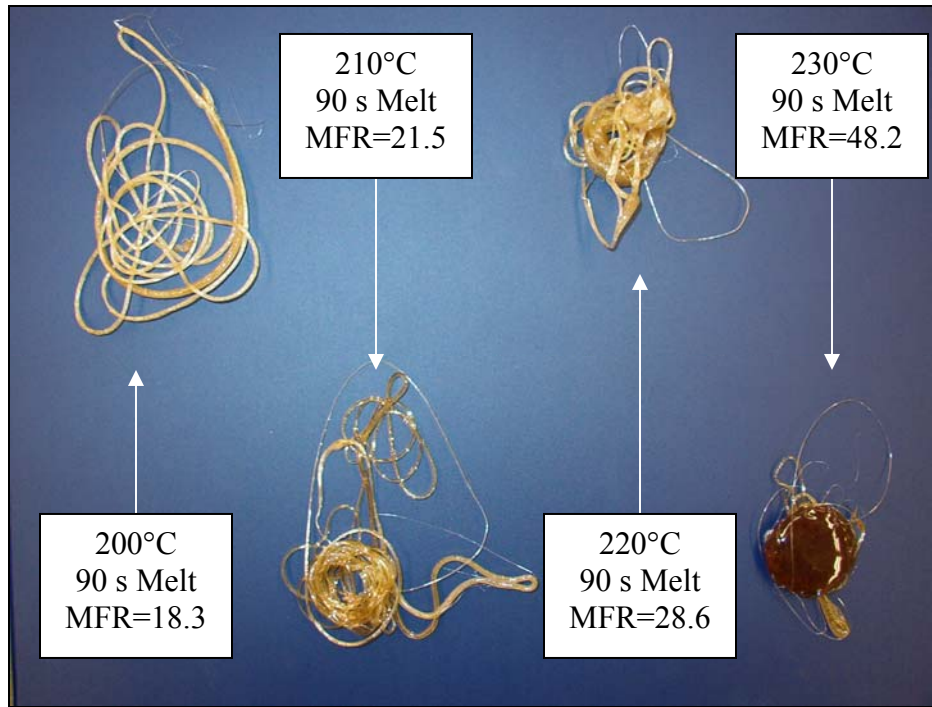 210°C
90 s Melt
MFR=21.5
230°C
90 s Melt
MFR=48.2
200°C
90 s Melt
MFR=18.3
220°C
90 s Melt
MFR=28.6